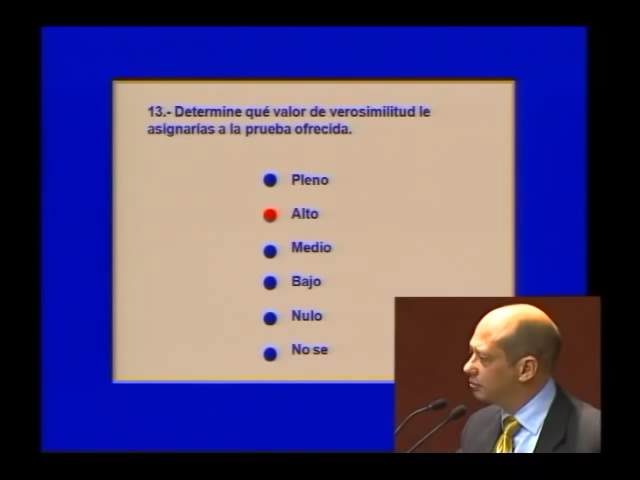 13.- Determine qué valor de verosimilitud le
asignarías a la prueba ofrecida.
Pleno
Alto
Medio
Bajo
Nulo
No se